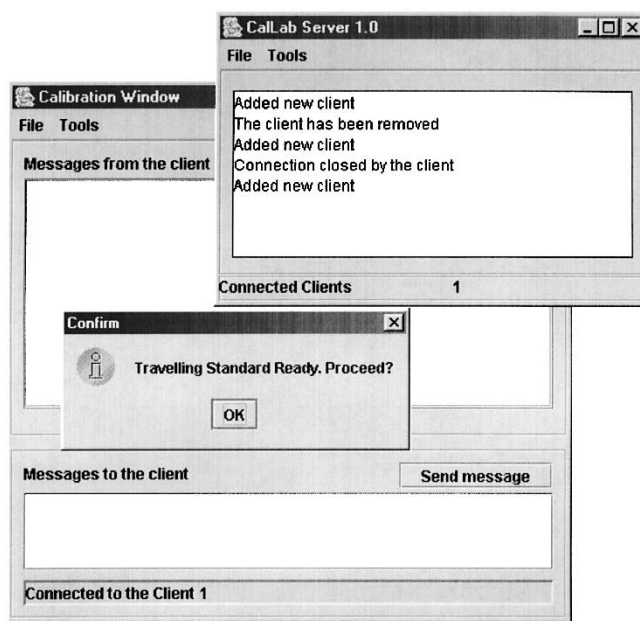 CalLab Server 1.0
File Tools
Added new client
The client has been removed
Added new client
Connection closed by the client
Added new client
Connected Clients 1
Calibration Window
File Tools
Messages from the client
Confirm
Travelling Standard Ready. Proceed?
OK
Messages to the client
Send message
Connected to the Client 1